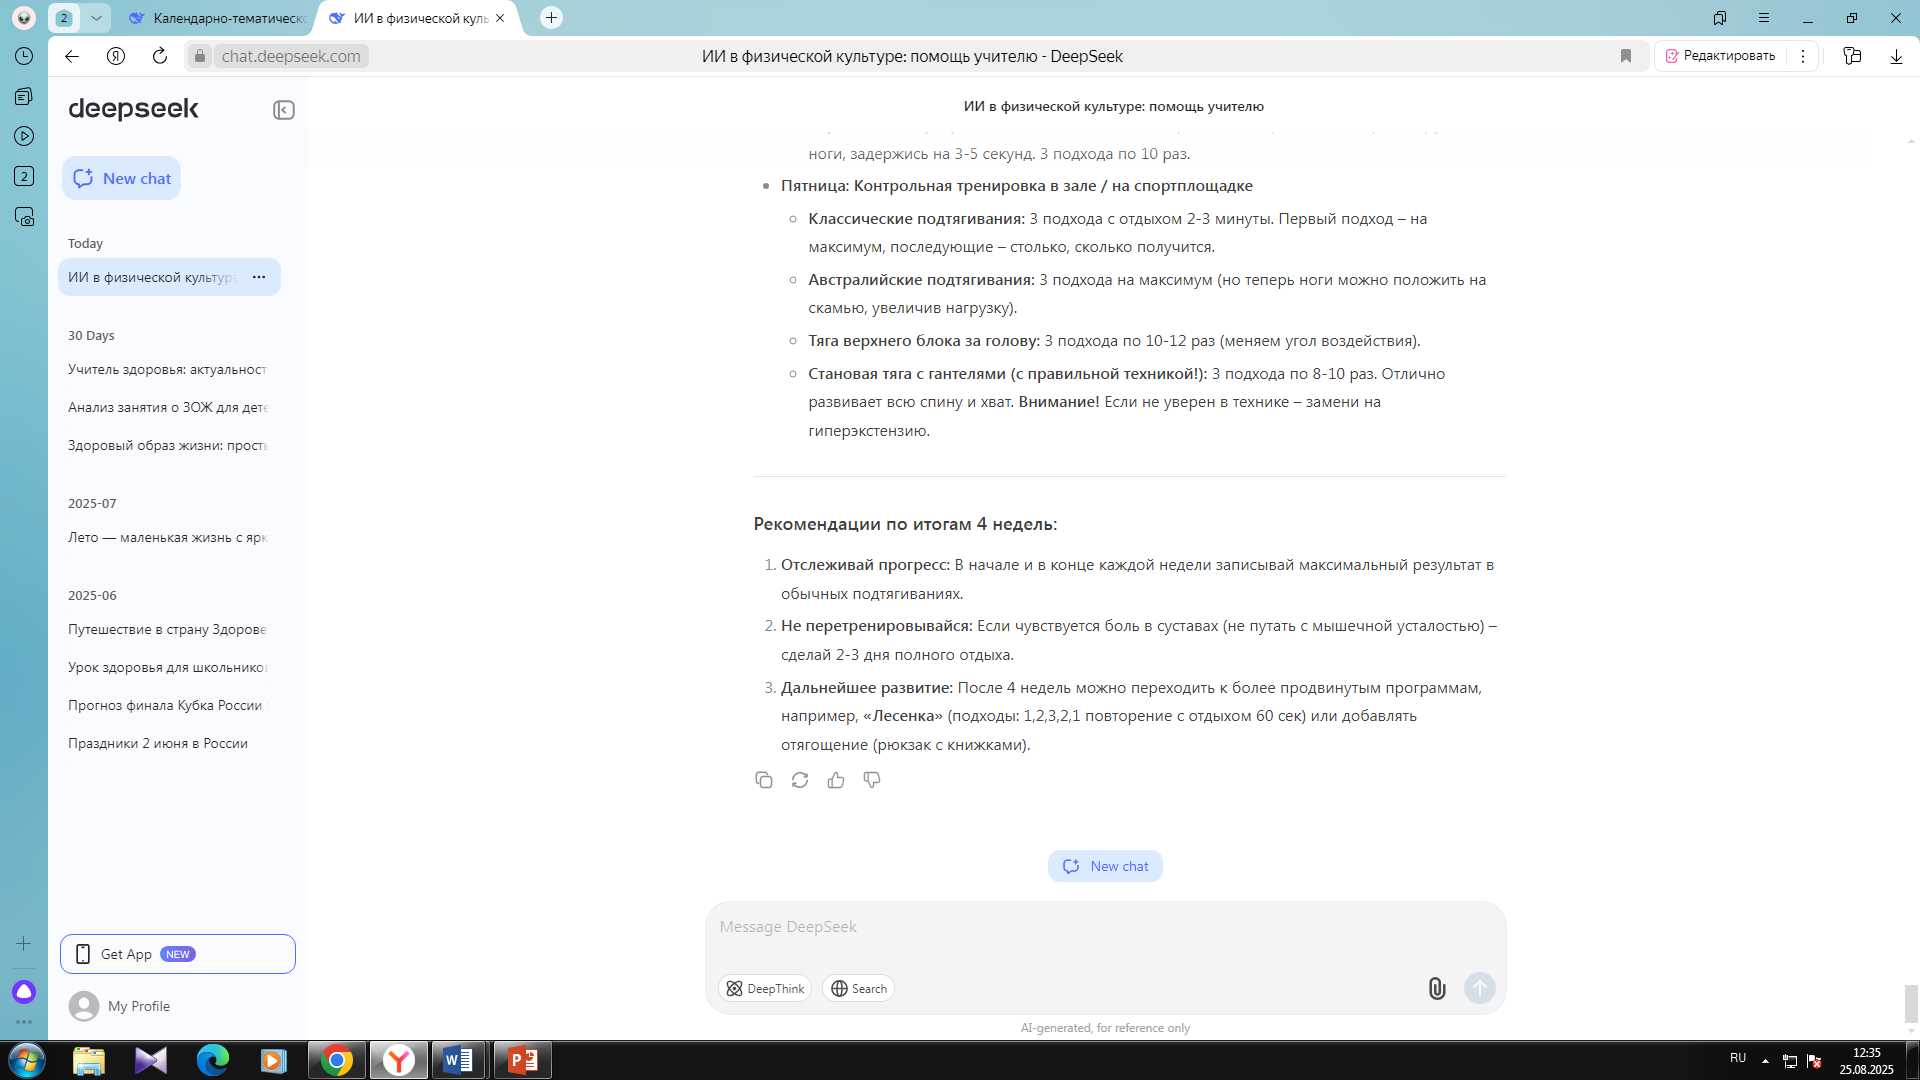 2
Календарно-тематическо
ИИ в физической куль
chat.deepseek.com
ИИ в физической культуре: помощь учителю - DeepSeek
Редактировать
2
deepseek
New chat
Today
ИИ в физической культуре
30 Days
Учитель здоровья: актуальност
Анализ занятия о ЗОЖ для дете
Здоровый образ жизни: прость
2025-07
Лето — маленькая жизнь с ярк
2025-06
Путешествие в страну Здорове
Урок здоровья для школьников
Прогноз финала Кубка России
Праздники 2 июня в России
Get App NEW
My Profile
ИИ в физической культуре: помощь учителю
ноги, задержись на 3-5 секунд. 3 подхода по 10 раз.
Пятница: Контрольная тренировка в зале / на спортплощадке
Классические подтягивания: 3 подхода с отдыхом 2-3 минуты. Первый подход – на
максимум, последующие – столько, сколько получится.
Австралийские подтягивания: 3 подхода на максимум (но теперь ноги можно положить на
скамью, увеличив нагрузку).
Тяга верхнего блока за голову: 3 подхода по 10-12 раз (меняем угол воздействия).
Становая тяга с гантелями (с правильной техникой!): 3 подхода по 8-10 раз. Отлично
развивает всю спину и хват. Внимание! Если не уверен в технике – замени на
гиперэкстензию.
Рекомендации по итогам 4 недель:
1. Отслеживай прогресс: В начале и в конце каждой недели записывай максимальный результат в
обычных подтягиваниях.
2. Не перетренировывайся: Если чувствуется боль в суставах (не путать с мышечной усталостью) –
сделай 2-3 дня полного отдыха.
3. Дальнейшее развитие: После 4 недель можно переходить к более продвинутым программам,
например, «Лесенка» (подходы: 1,2,3,2,1 повторение с отдыхом 60 сек) или добавлять
отягощение (рюкзак с книжками).
New chat
Message DeepSeek
DeepThink
Search
AI-generated, for reference only
RU
12:35
25.08.2025